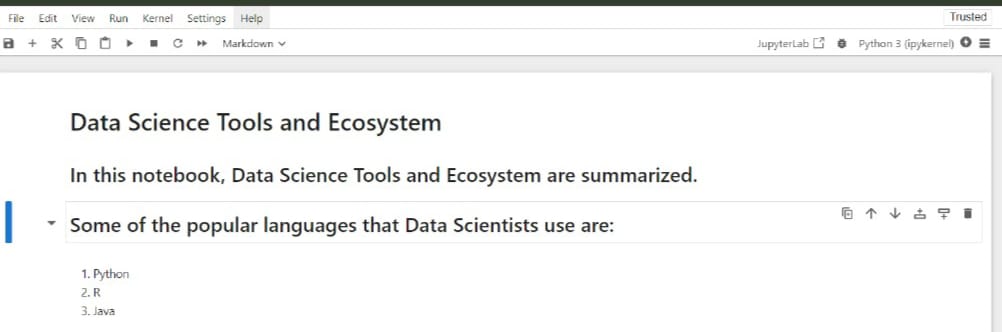 File Edit View Run Kernel Settings Help Trusted
Markdown JupyterLab Python 3 (ipykernel)
Data Science Tools and Ecosystem
In this notebook, Data Science Tools and Ecosystem are summarized.
Some of the popular languages that Data Scientists use are:
1. Python
2. R
3. Java